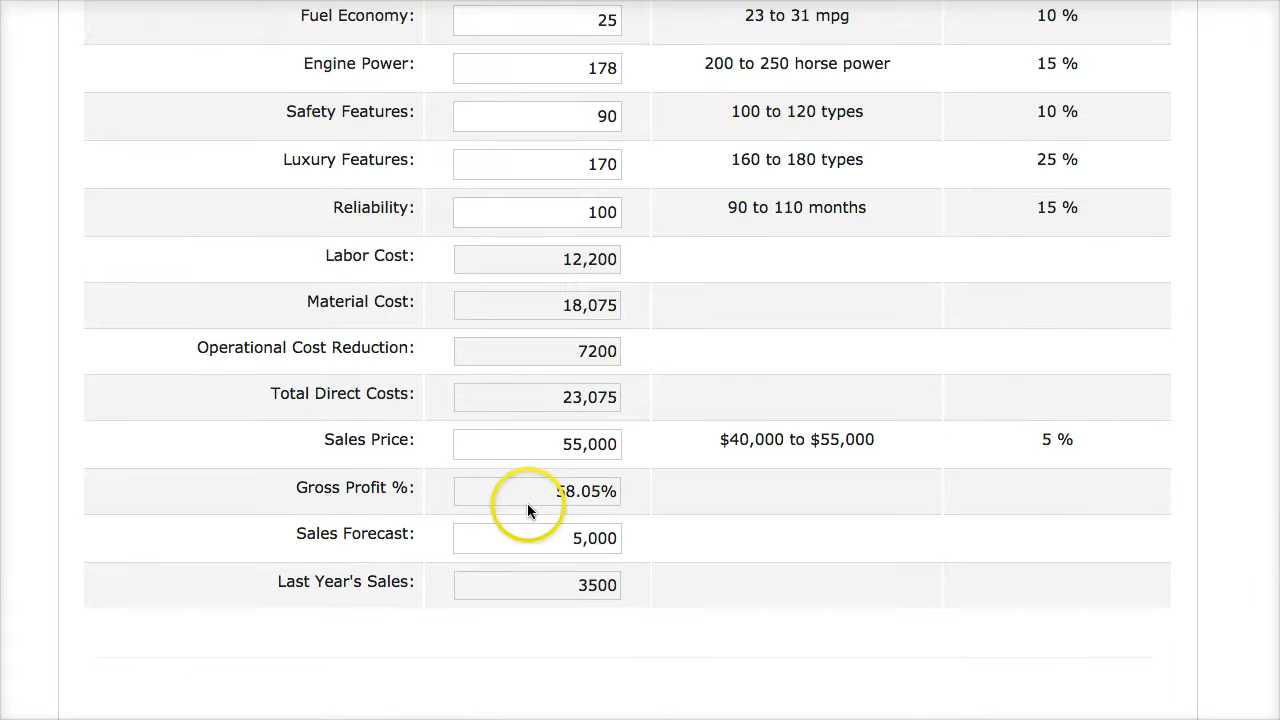 Fuel Economy: 25 23 to 31 mpg 10 %
Engine Power: 178 200 to 250 horse power 15 %
Safety Features: 90 100 to 120 types 10 %
Luxury Features: 170 160 to 180 types 25 %
Reliability: 100 90 to 110 months 15 %
Labor Cost: 12,200
Material Cost: 18,075
Operational Cost Reduction: 7200
Total Direct Costs: 23,075
Sales Price: 55,000 $40,000 to $55,000 5 %
Gross Profit %: 58.05%
Sales Forecast: 5,000
Last Year's Sales: 3500